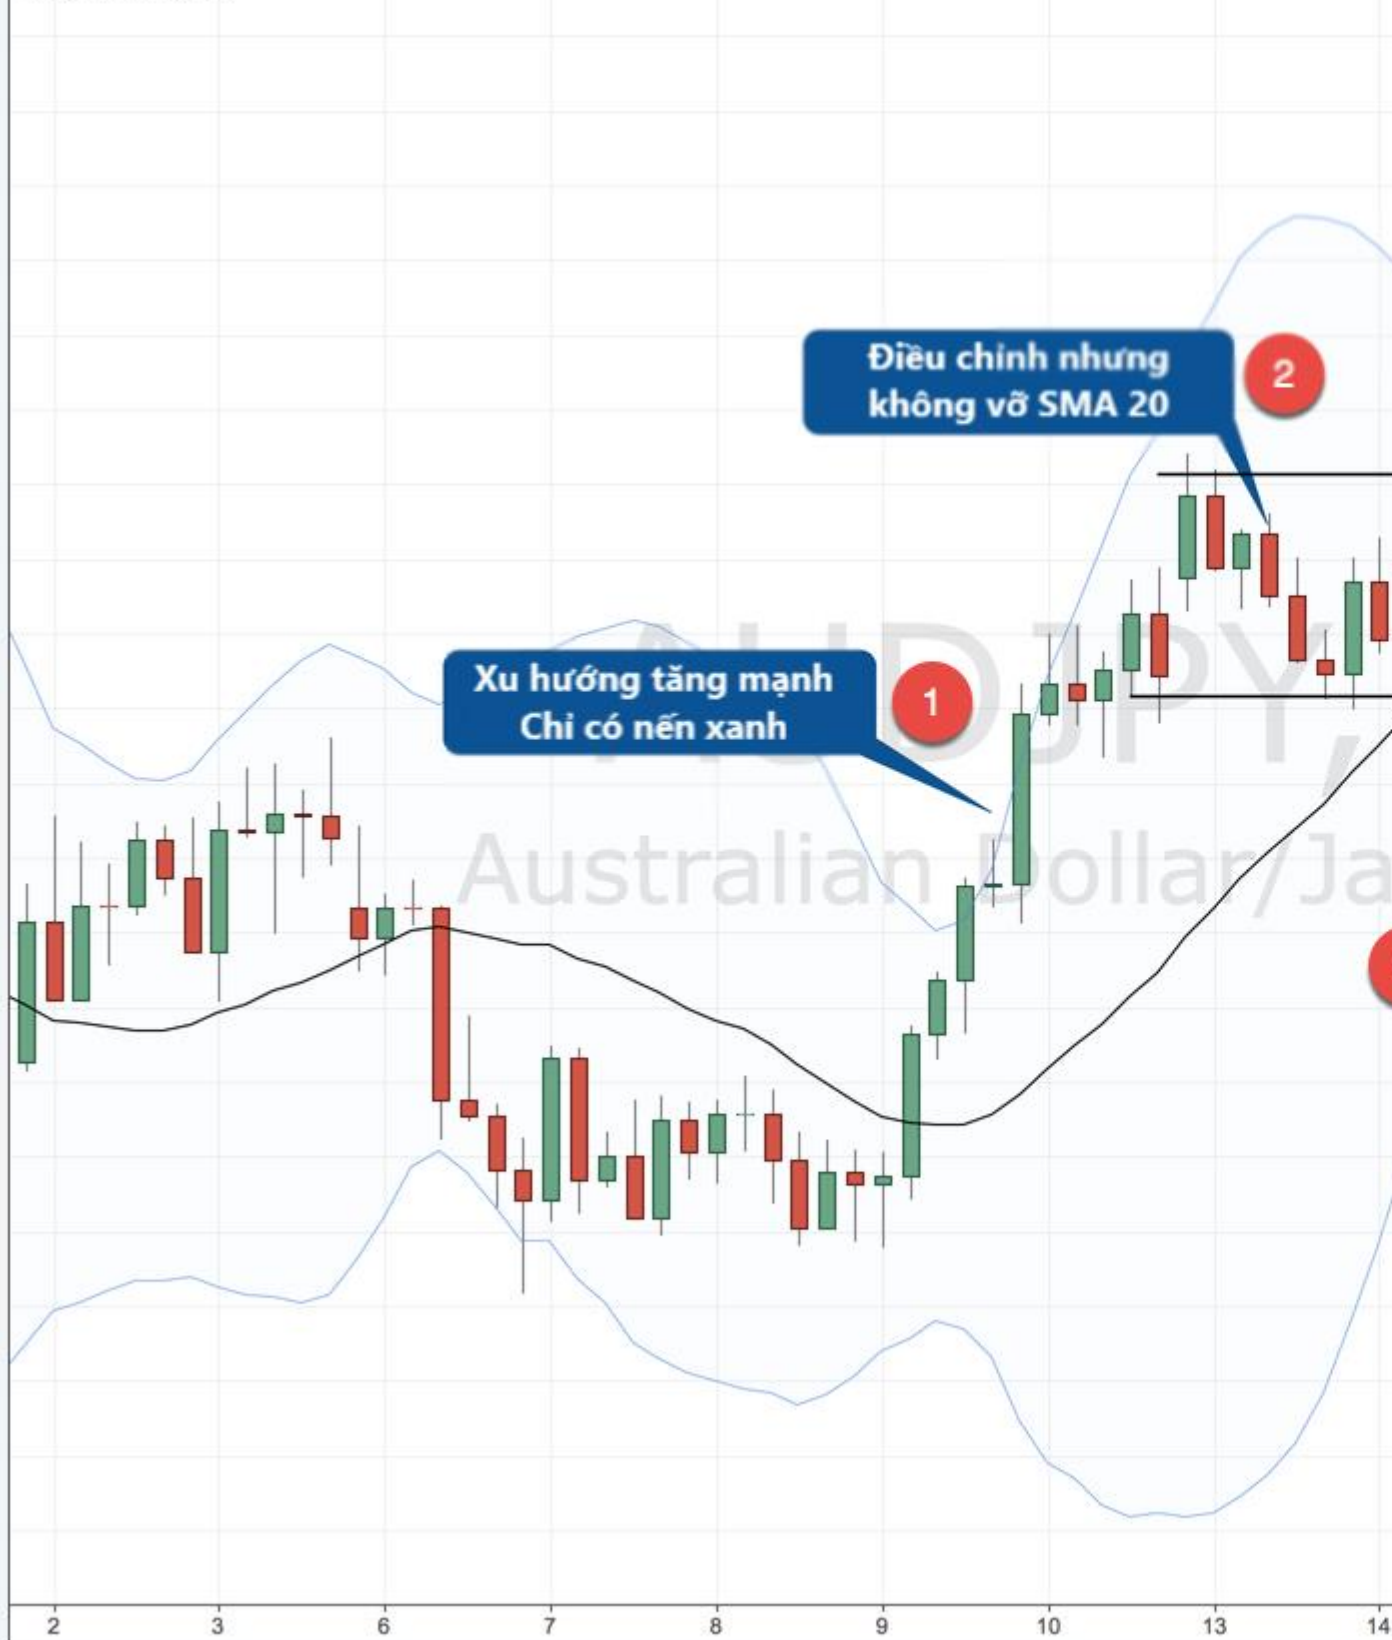 Điều chỉnh nhưng
không vỡ SMA 20
2
AUDJPY,
Xu hướng tăng mạnh
Chỉ có nến xanh
1
Australian Dollar/Ja
2 3 6 7 8 9 10 13 14